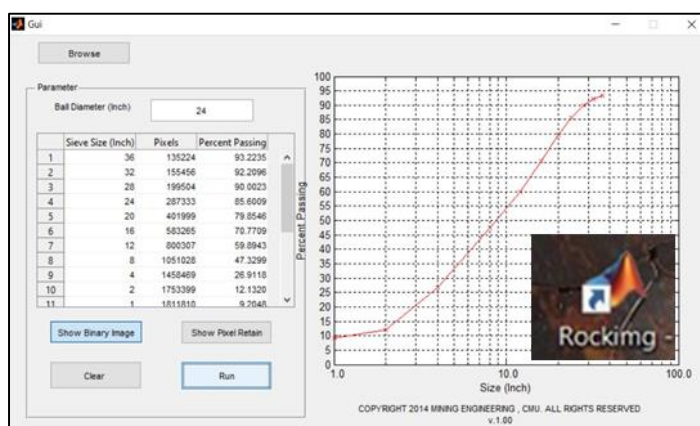 Gui
Browse
Parameter
Ball Diameter (Inch)
24
Sieve Size (Inch) Pixels Percent Passing
1 36 135224 93.2235
2 32 155456 92.2096
3 28 199504 90.0023
4 24 287333 85.6009
5 20 401999 79.8546
6 16 583265 70.7709
7 12 800307 59.8943
8 8 1051028 47.3299
9 4 1458469 26.9118
10 2 1753399 12.1320
11 1 1811810 9.2048
Show Binary Image
Show Pixel Retain
Clear
Run
Percent Passing
100
95
90
85
80
75
70
65
60
55
50
45
40
35
30
25
20
15
10
5
0
1.0
10.0
100.0
Size (Inch)
Rockimg -
COPYRIGHT 2014 MINING ENGINEERING , CMU. ALL RIGHTS RESERVED
v.1.00